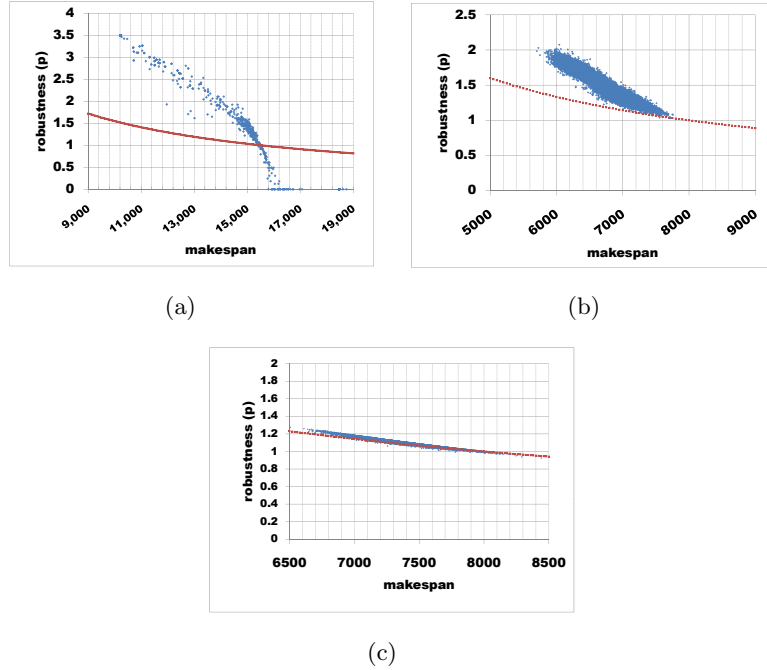 4
3.5
3
2.5
2
1.5
1
0.5
0
robustness (p)
9,000 11,000 13,000 15,000 17,000 19,000
makespan
(a)
2.5
2
1.5
1
0.5
0
robustness (p)
5000 6000 7000 8000 9000
makespan
(b)
2
1.8
1.6
1.4
1.2
1
0.8
0.6
0.4
0.2
0
robustness (p)
6500 7000 7500 8000 8500
makespan
(c)